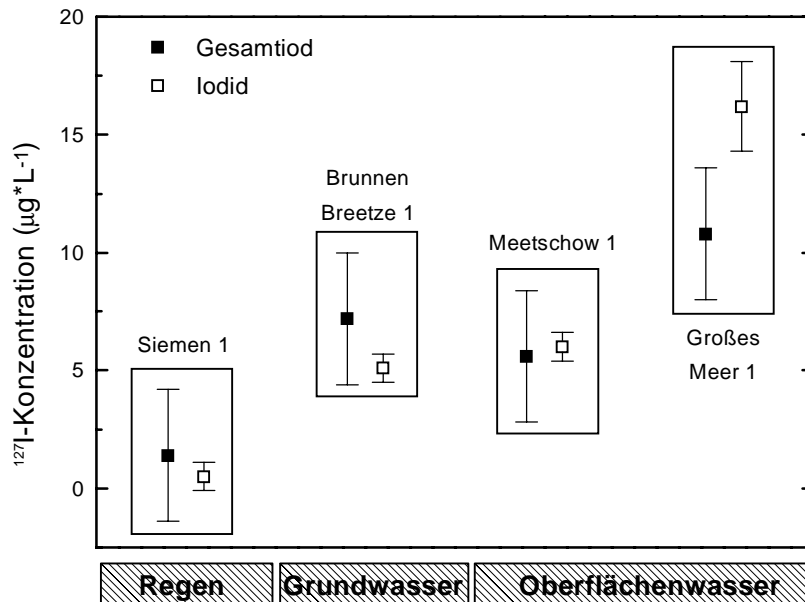 20
15
10
5
0
¹²⁷I-Konzentration (µg*L⁻¹)
Gesamtiod
Iodid
Siemen 1
Brunnen
Breetze 1
Meetschow 1
Großes
Meer 1
Regen
Grundwasser
Oberflächenwasser